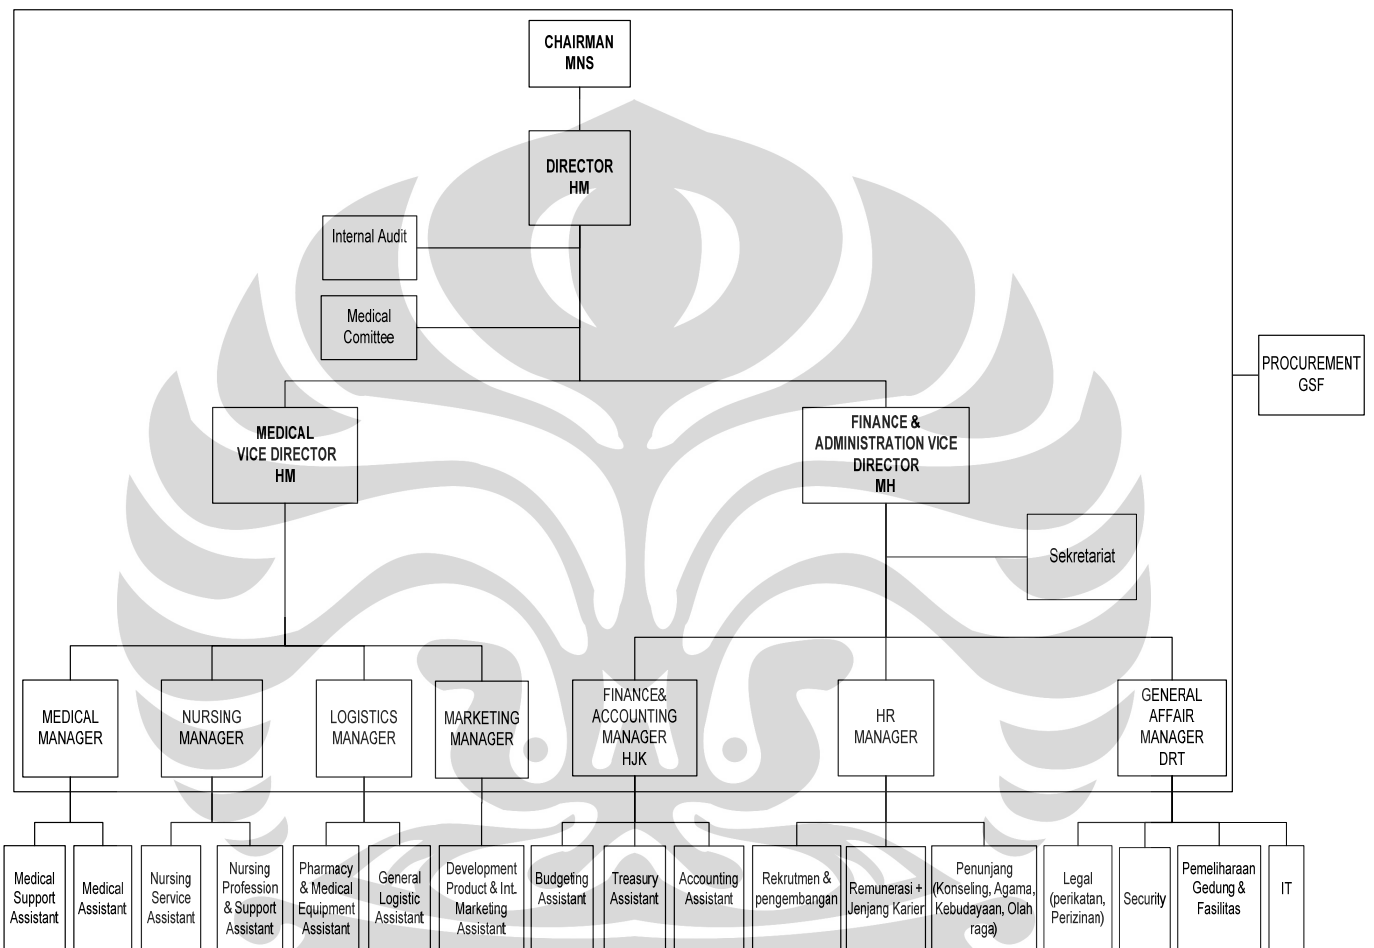 CHAIRMAN
MNS
DIRECTOR
HM
Internal Audit
Medical
Comittee
PROCUREMENT
GSF
MEDICAL
VICE DIRECTOR
HM
FINANCE &
ADMINISTRATION VICE
DIRECTOR
MH
Sekretariat
MEDICAL
MANAGER
NURSING
MANAGER
LOGISTICS
MANAGER
MARKETING
MANAGER
FINANCE&
ACCOUNTING
MANAGER
HJK
HR
MANAGER
GENERAL
AFFAIR
MANAGER
DRT
Medical
Support
Assistant
Medical
Assistant
Nursing
Service
Assistant
Nursing
Profession
& Support
Assistant
Pharmacy
& Medical
Equipment
Assistant
General
Logistic
Assistant
Development
Product & Int.
Marketing
Assistant
Budgeting
Assistant
Treasury
Assistant
Accounting
Assistant
Rekrutmen &
pengembangan
Remunerasi +
Jenjang Karier
Penunjang
(Konseling, Agama,
Kebudayaan, Olah
raga)
Legal
(perikatan,
Perizinan)
Security
Pemeliharaan
Gedung &
Fasilitas
IT